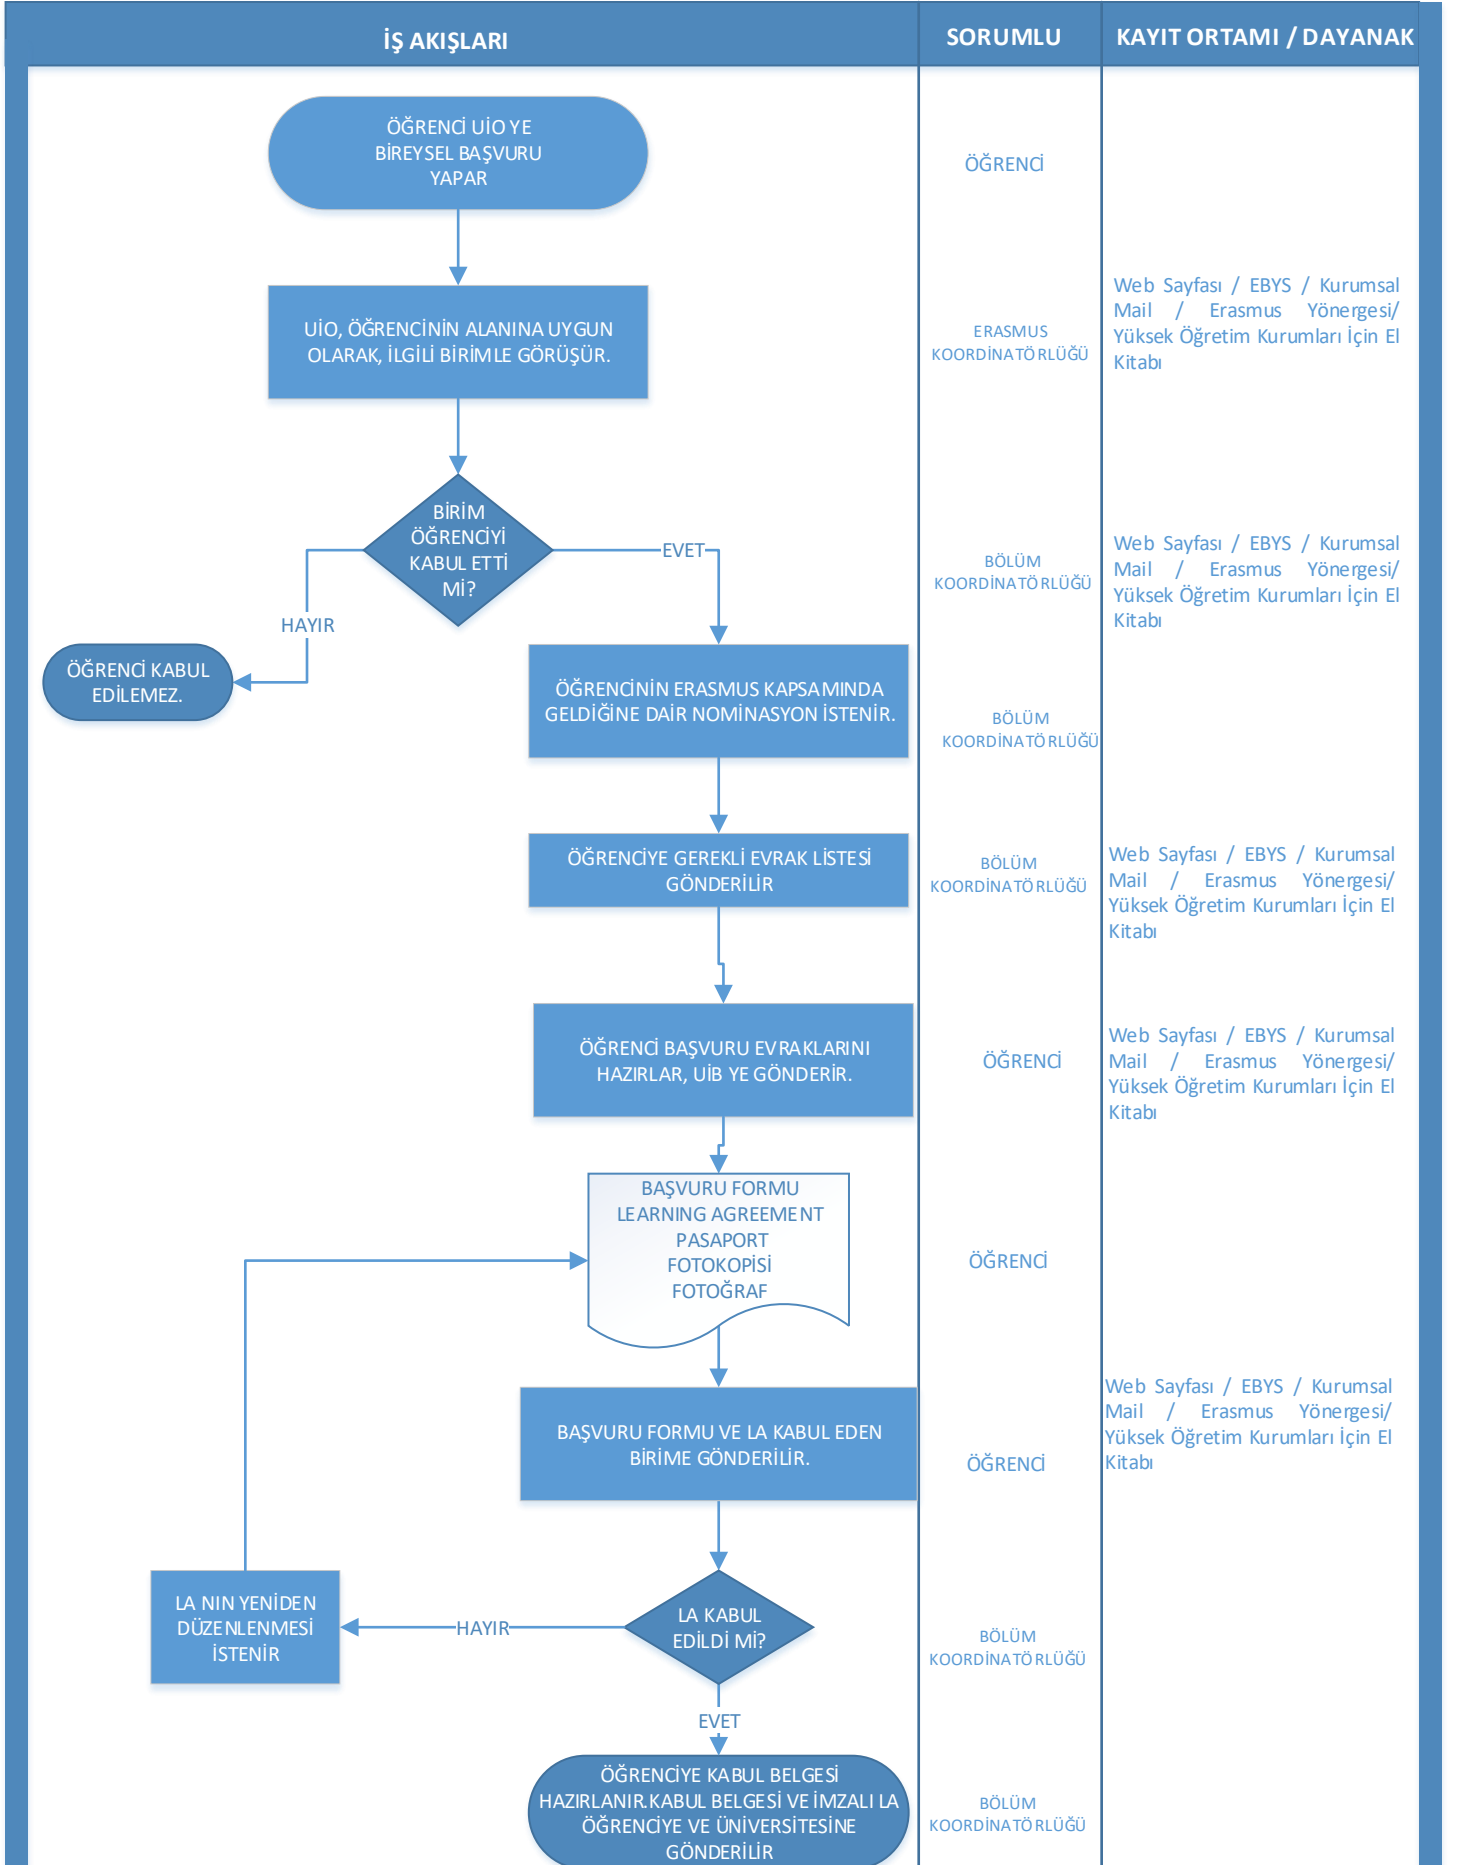 İŞ AKIŞLARI
SORUMLU
KAYIT ORTAMI / DAYANAK
ÖĞRENCİ UİO YE
BİREYSEL BAŞVURU
YAPAR
ÖĞRENCİ
UİO, ÖĞRENCİNİN ALANINA UYGUN
OLARAK, İLGİLİ BİRİMLE GÖRÜŞÜR.
ERASMUS
KOORDİNATÖRLÜĞÜ
Web Sayfası / EBYS / Kurumsal
Mail / Erasmus Yönergesi/
Yüksek Öğretim Kurumları İçin El
Kitabı
BİRİM
ÖĞRENCİYİ
KABUL ETTİ
Mİ?
EVET
HAYIR
BÖLÜM
KOORDİNATÖRLÜĞÜ
Web Sayfası / EBYS / Kurumsal
Mail / Erasmus Yönergesi/
Yüksek Öğretim Kurumları İçin El
Kitabı
ÖĞRENCİ KABUL
EDİLEMEZ.
ÖĞRENCİNİN ERASMUS KAPSAMINDA
GELDİĞİNE DAİR NOMİNASYON İSTENİR.
BÖLÜM
KOORDİNATÖRLÜĞÜ
ÖĞRENCİYE GEREKLİ EVRAK LİSTESİ
GÖNDERİLİR
BÖLÜM
KOORDİNATÖRLÜĞÜ
Web Sayfası / EBYS / Kurumsal
Mail / Erasmus Yönergesi/
Yüksek Öğretim Kurumları İçin El
Kitabı
ÖĞRENCİ BAŞVURU EVRAKLARINI
HAZIRLAR, UİB YE GÖNDERİR.
ÖĞRENCİ
Web Sayfası / EBYS / Kurumsal
Mail / Erasmus Yönergesi/
Yüksek Öğretim Kurumları İçin El
Kitabı
BAŞVURU FORMU
LEARNING AGREEMENT
PASAPORT
FOTOKOPİSİ
FOTOĞRAF
ÖĞRENCİ
BAŞVURU FORMU VE LA KABUL EDEN
BİRİME GÖNDERİLİR.
ÖĞRENCİ
Web Sayfası / EBYS / Kurumsal
Mail / Erasmus Yönergesi/
Yüksek Öğretim Kurumları İçin El
Kitabı
LA NIN YENİDEN
DÜZENLENMESİ
İSTENİR
HAYIR
LA KABUL
EDİLDİ Mİ?
BÖLÜM
KOORDİNATÖRLÜĞÜ
EVET
ÖĞRENCİYE KABUL BELGESİ
HAZIRLANIR.KABUL BELGESİ VE İMZALI LA
ÖĞRENCİYE VE ÜNİVERSİTESİNE
GÖNDERİLİR
BÖLÜM
KOORDİNATÖRLÜĞÜ